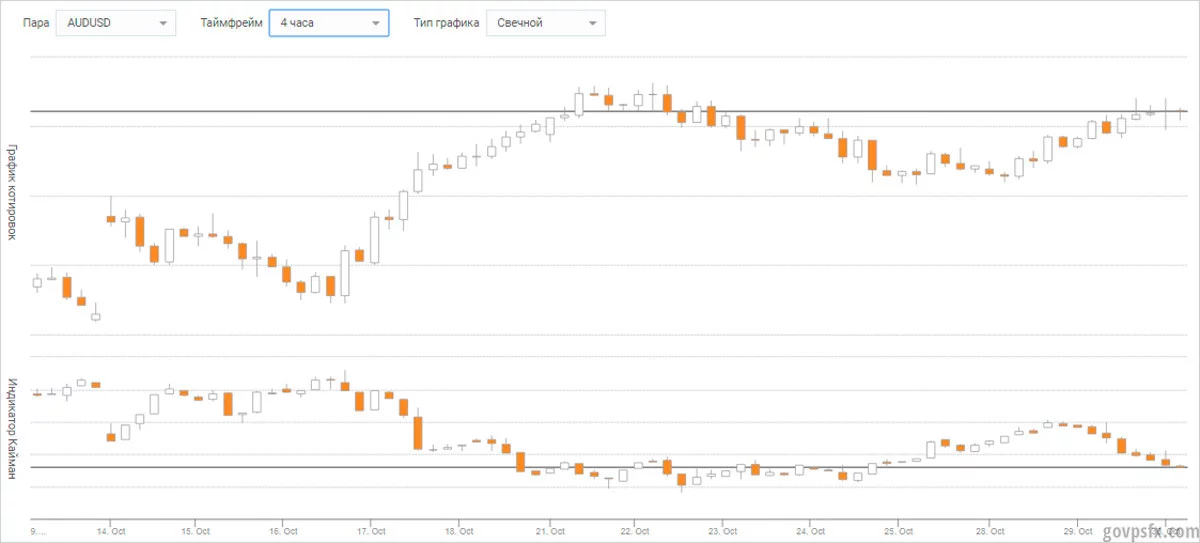 Пара AUDUSD Таймфрейм 4 часа Тип графика Свечной
График котировок
Индикатор Кайман
9.... 14. Oct 15. Oct 16. Oct 17. Oct 18. Oct 21. Oct 22. Oct 23. Oct 24. Oct 25. Oct 28. Oct 29. Oct
govpsfx.com